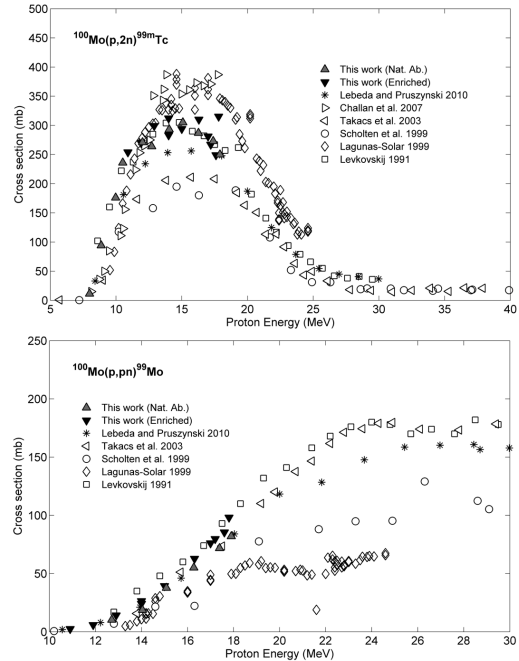 ¹⁰⁰Mo(p,2n)⁹⁹ᵐTc
This work (Nat. Ab.)
This work (Enriched)
Lebeda and Pruszynski 2010
Challan et al. 2007
Takacs et al. 2003
Scholten et al. 1999
Lagunas-Solar 1999
Levkovskij 1991
Cross section (mb)
400
350
300
250
200
150
100
50
0
5 10 15 20 25 30 35 40
Proton Energy (MeV)
¹⁰⁰Mo(p,pn)⁹⁹Mo
This work (Nat. Ab.)
This work (Enriched)
Lebeda and Pruszynski 2010
Takacs et al. 2003
Scholten et al. 1999
Lagunas-Solar 1999
Levkovskij 1991
Cross section (mb)
250
200
150
100
50
0
10 12 14 16 18 20 22 24 26 28 30
Proton Energy (MeV)